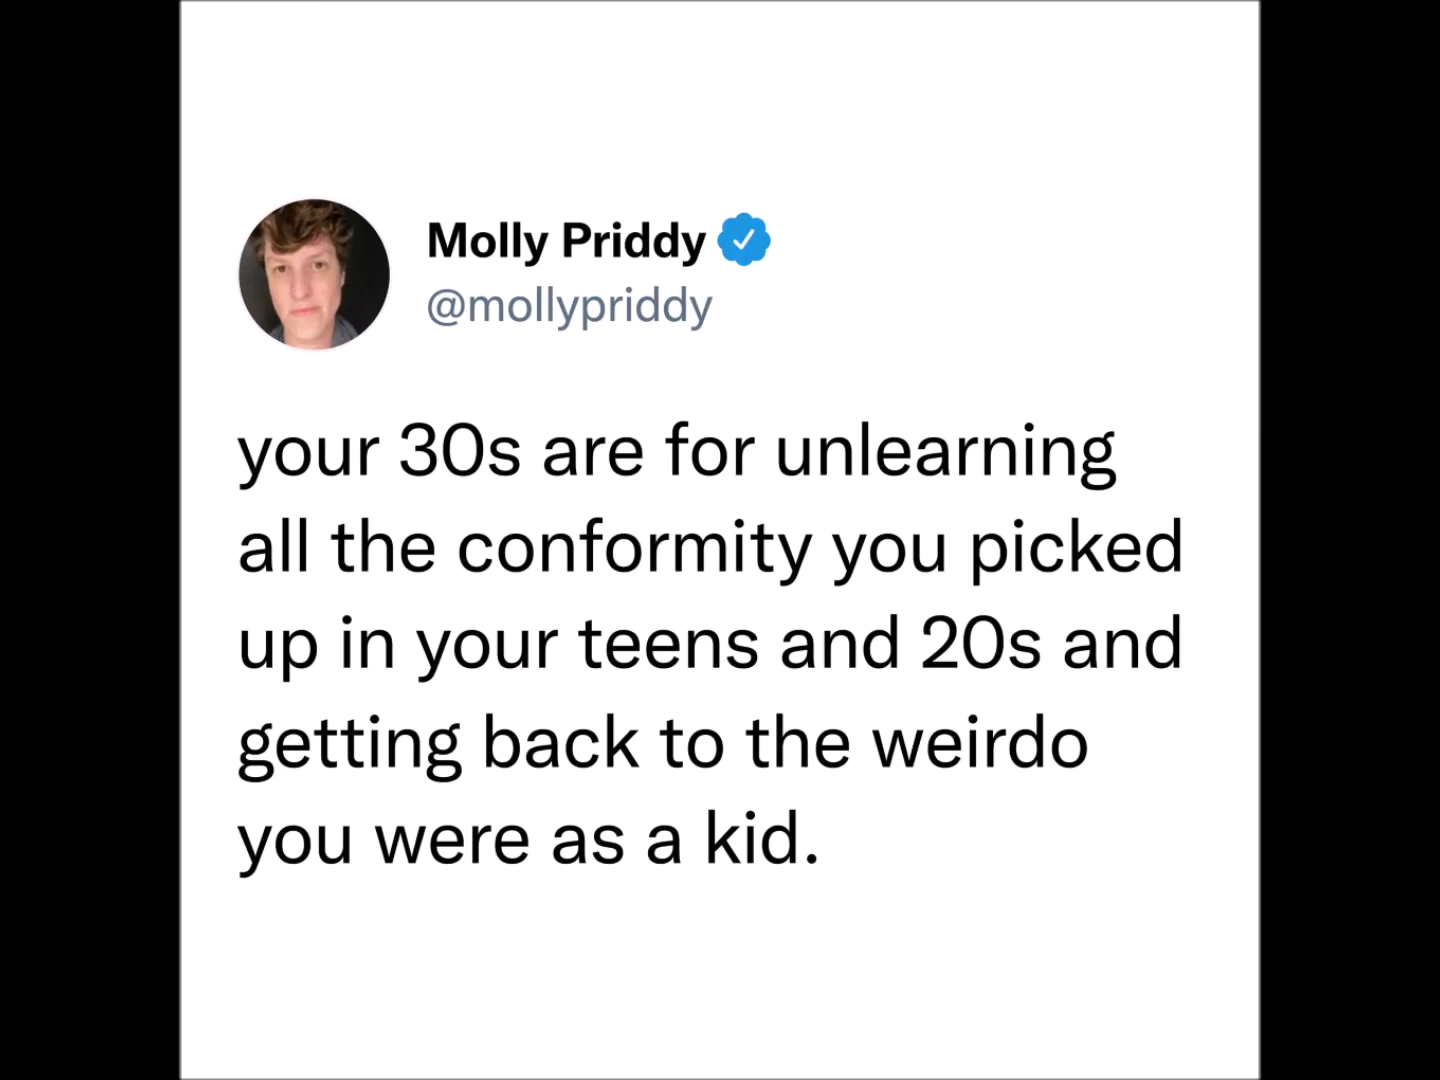 Molly Priddy
@mollypriddy
your 30s are for unlearning
all the conformity you picked
up in your teens and 20s and
getting back to the weirdo
you were as a kid.